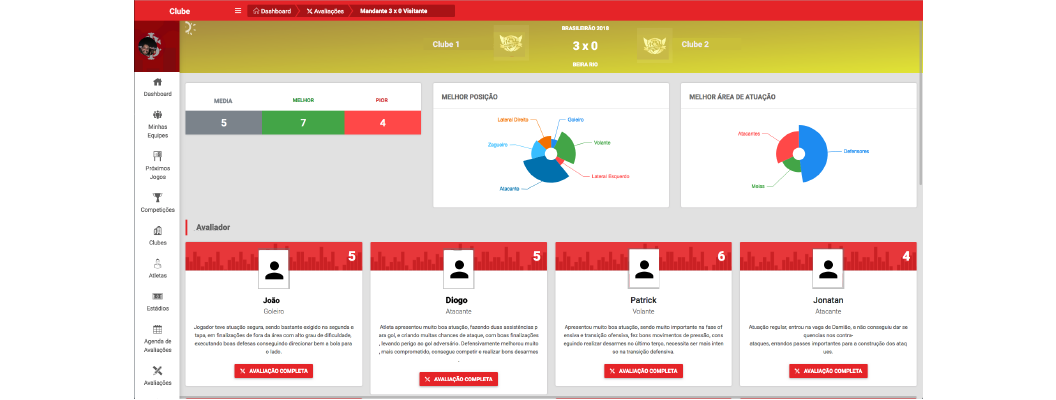 Clube
Dashboard
Avaliações
Mandante 3 x 0 Visitante
BRASILEIRÃO 2018
Clube 1
3 x 0
Clube 2
BEIRA RIO
Dashboard
Minhas
Equipes
Próximos
Jogos
Competições
Clubes
Atletas
Estádios
Agenda de
Avaliações
Avaliações
MEDIA
MELHOR
PIOR
5
7
4
MELHOR POSIÇÃO
Lateral Direito
Goleiro
Zagueiro
Volante
Lateral Esquerdo
Atacante
MELHOR ÁREA DE ATUAÇÃO
Atacantes
Defensores
Meias
Avaliador
5
João
Goleiro
Jogador teve atuação segura, sendo bastante exigido na segunda e
tapa, em finalizações de fora da área com alto grau de dificuldade,
executando boas defesas conseguindo direcionar bem a bola para
o lado.
AVALIAÇÃO COMPLETA
5
Diogo
Atacante
Atleta apresentou muito boa atuação, fazendo duas assistências p
ara gol, e criando muitas chances de ataque, com boas finalizações
, levando perigo ao gol adversário. Defensivamente melhorou muito
, mais comprometido, consegue competir e realizar bons desarmes
.
AVALIAÇÃO COMPLETA
6
Patrick
Volante
Apresentou muito boa atuação, sendo muito importante na fase of
ensiva e transição ofensiva, fez bons movimentos de pressão, cons
eguindo realizar desarmes no último terço, necessita ser mais inten
so na transição defensiva.
AVALIAÇÃO COMPLETA
4
Jonatan
Atacante
Atuação regular, entrou na vaga de Damião, e não conseguiu dar se
quencias nos contra-
ataques, errandos passes importantes para a construção dos ataq
ues.
AVALIAÇÃO COMPLETA